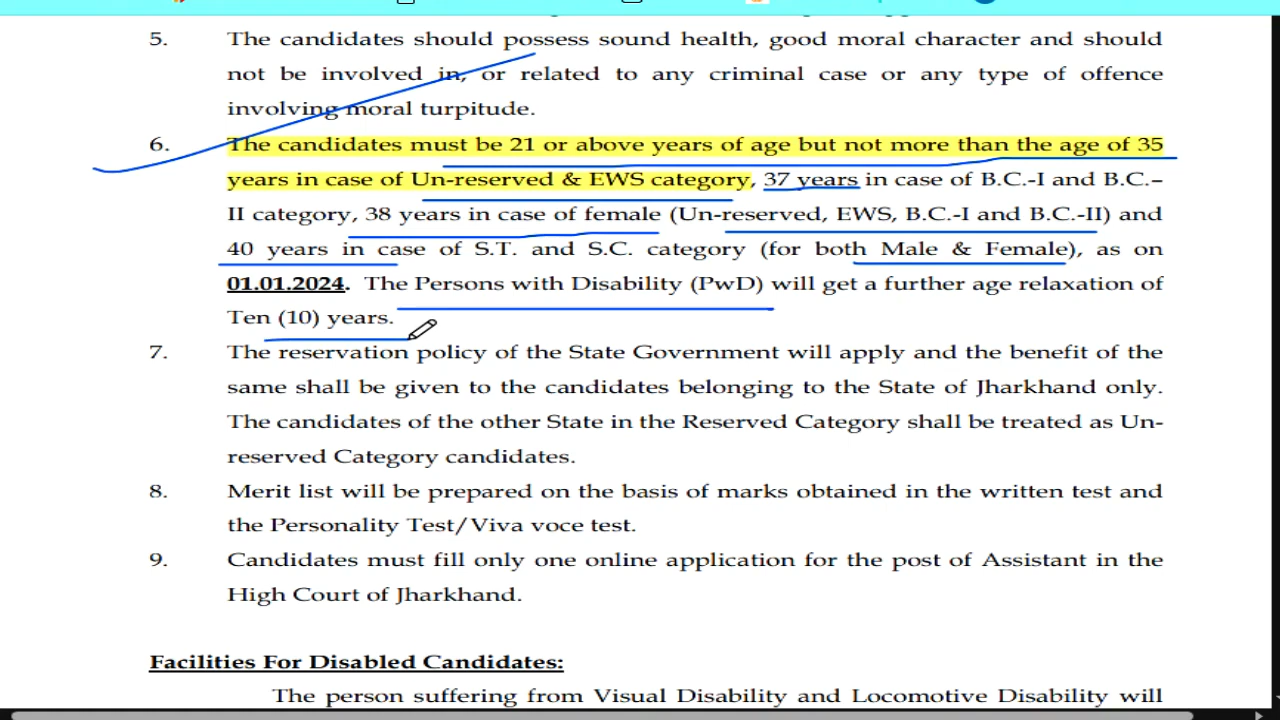 5. The candidates should possess sound health, good moral character and should
not be involved in, or related to any criminal case or any type of offence
involving moral turpitude.
6. The candidates must be 21 or above years of age but not more than the age of 35
years in case of Un-reserved & EWS category, 37 years in case of B.C.-I and B.C.–
II category, 38 years in case of female (Un-reserved, EWS, B.C.-I and B.C.-II) and
40 years in case of S.T. and S.C. category (for both Male & Female), as on
01.01.2024. The Persons with Disability (PwD) will get a further age relaxation of
Ten (10) years.
7. The reservation policy of the State Government will apply and the benefit of the
same shall be given to the candidates belonging to the State of Jharkhand only.
The candidates of the other State in the Reserved Category shall be treated as Un-
reserved Category candidates.
8. Merit list will be prepared on the basis of marks obtained in the written test and
the Personality Test/Viva voce test.
9. Candidates must fill only one online application for the post of Assistant in the
High Court of Jharkhand.
Facilities For Disabled Candidates:
The person suffering from Visual Disability and Locomotive Disability will